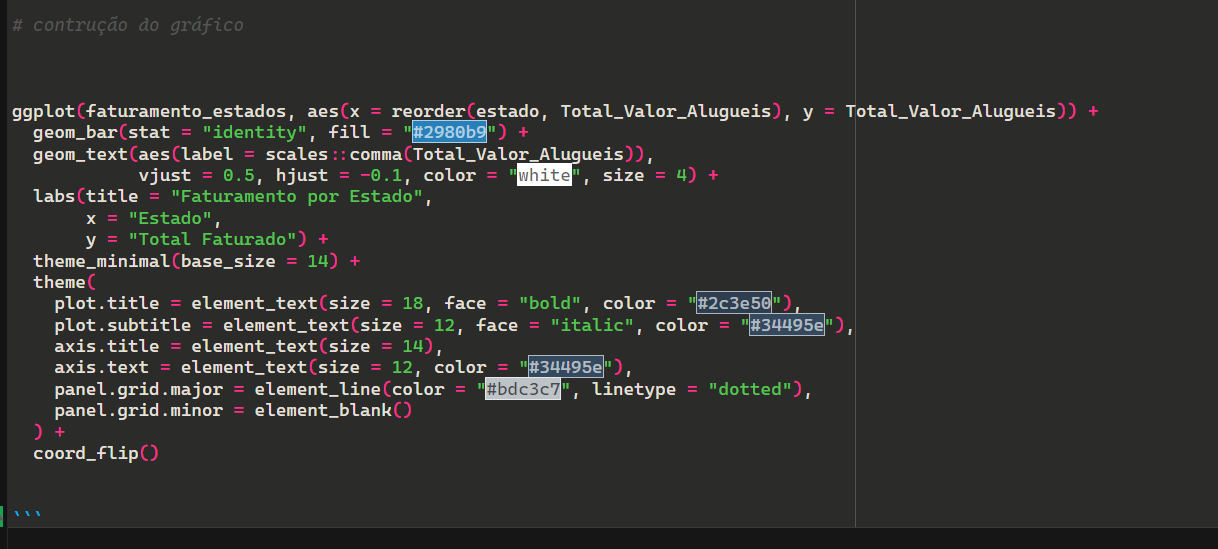 # contrução do gráfico
ggplot(faturamento_estados, aes(x = reorder(estado, Total_Valor_Alugueis), y = Total_Valor_Alugueis)) +
  geom_bar(stat = "identity", fill = "#2980b9") +
  geom_text(aes(label = scales::comma(Total_Valor_Alugueis)),
            vjust = 0.5, hjust = -0.1, color = "white", size = 4) +
  labs(title = "Faturamento por Estado",
       x = "Estado",
       y = "Total Faturado") +
  theme_minimal(base_size = 14) +
  theme(
    plot.title = element_text(size = 18, face = "bold", color = "#2c3e50"),
    plot.subtitle = element_text(size = 12, face = "italic", color = "#34495e"),
    axis.title = element_text(size = 14),
    axis.text = element_text(size = 12, color = "#34495e"),
    panel.grid.major = element_line(color = "#bdc3c7", linetype = "dotted"),
    panel.grid.minor = element_blank()
  ) +
  coord_flip()
```